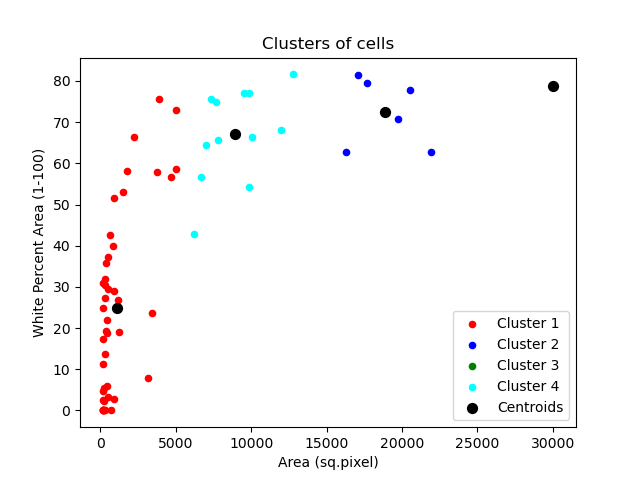 Clusters of cells
White Percent Area (1-100)
80
70
60
50
40
30
20
10
0
Cluster 1
Cluster 2
Cluster 3
Cluster 4
Centroids
0 5000 10000 15000 20000 25000 30000
Area (sq.pixel)